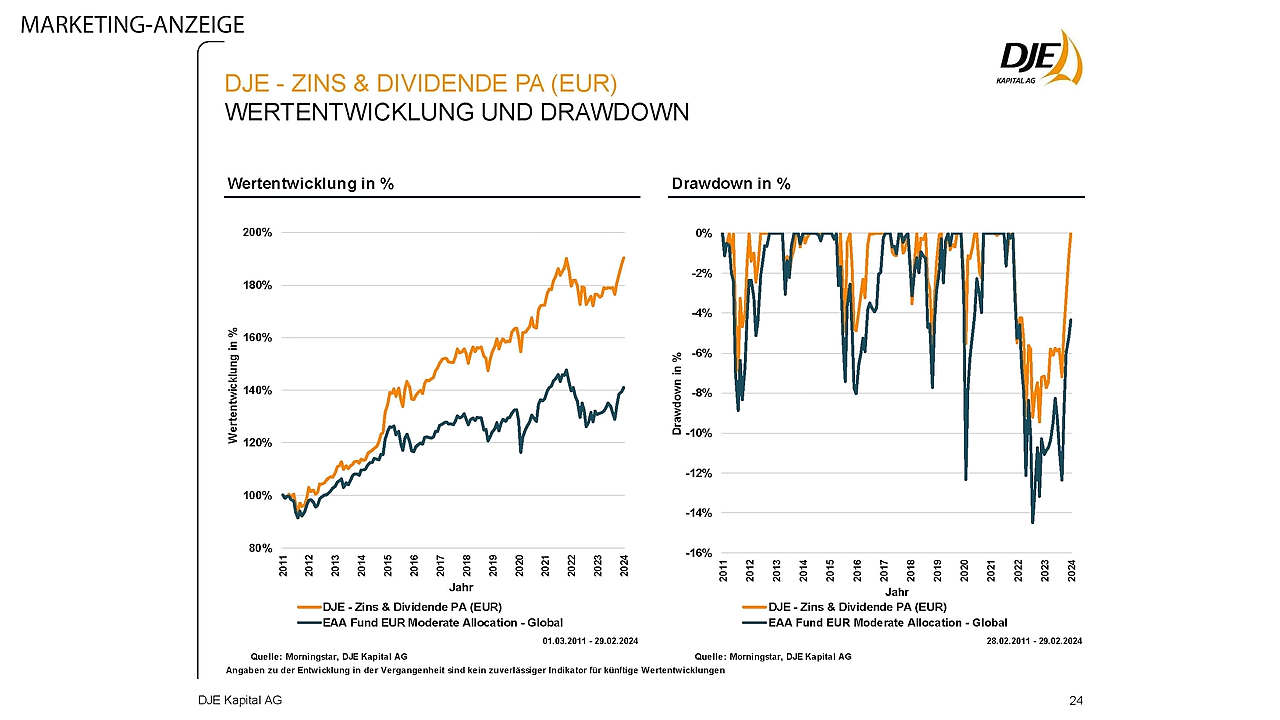 MARKETING-ANZEIGE
DJE
KAPITAL AG
DJE - ZINS & DIVIDENDE PA (EUR)
WERTENTWICKLUNG UND DRAWDOWN
Wertentwicklung in %
200%
180%
160%
140%
120%
100%
80%
Wertentwicklung in %
2011 2012 2013 2014 2015 2016 2017 2018 2019 2020 2021 2022 2023 2024
Jahr
DJE - Zins & Dividende PA (EUR)
EAA Fund EUR Moderate Allocation - Global
01.03.2011 - 29.02.2024
Quelle: Morningstar, DJE Kapital AG
Drawdown in %
0%
-2%
-4%
-6%
-8%
-10%
-12%
-14%
-16%
Drawdown in %
2011 2012 2013 2014 2015 2016 2017 2018 2019 2020 2021 2022 2023 2024
Jahr
DJE - Zins & Dividende PA (EUR)
EAA Fund EUR Moderate Allocation - Global
28.02.2011 - 29.02.2024
Quelle: Morningstar, DJE Kapital AG
Angaben zu der Entwicklung in der Vergangenheit sind kein zuverlässiger Indikator für künftige Wertentwicklungen
DJE Kapital AG
24